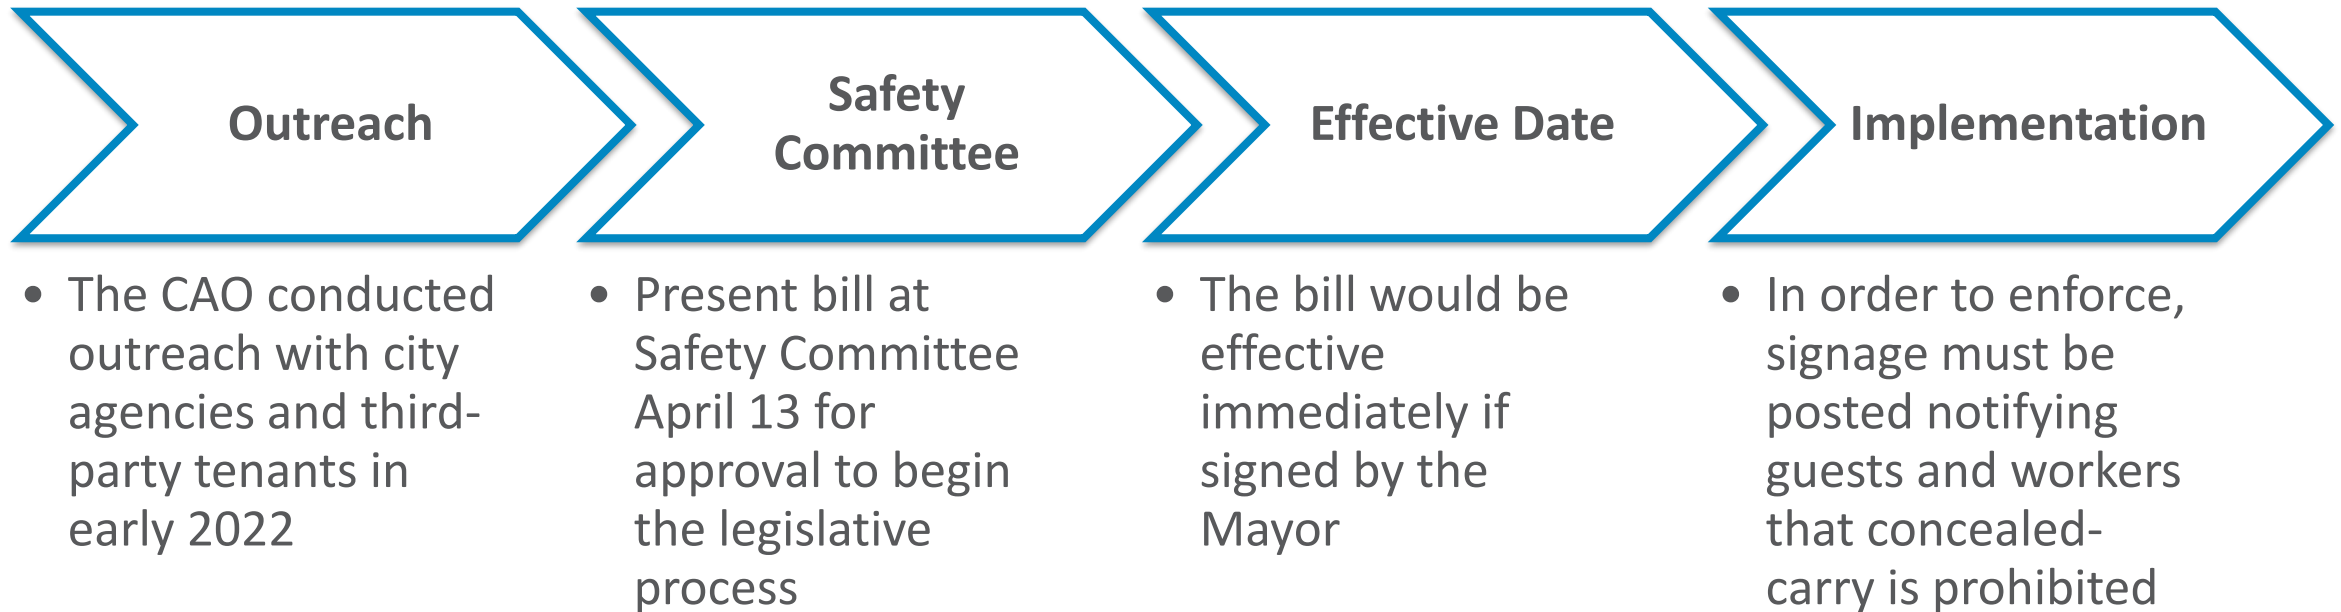 Outreach
• The CAO conducted
outreach with city
agencies and third-
party tenants in
early 2022
Safety
Committee
• Present bill at
Safety Committee
April 13 for
approval to begin
the legislative
process
Effective Date
• The bill would be
effective
immediately if
signed by the
Mayor
Implementation
• In order to enforce,
signage must be
posted notifying
guests and workers
that concealed-
carry is prohibited